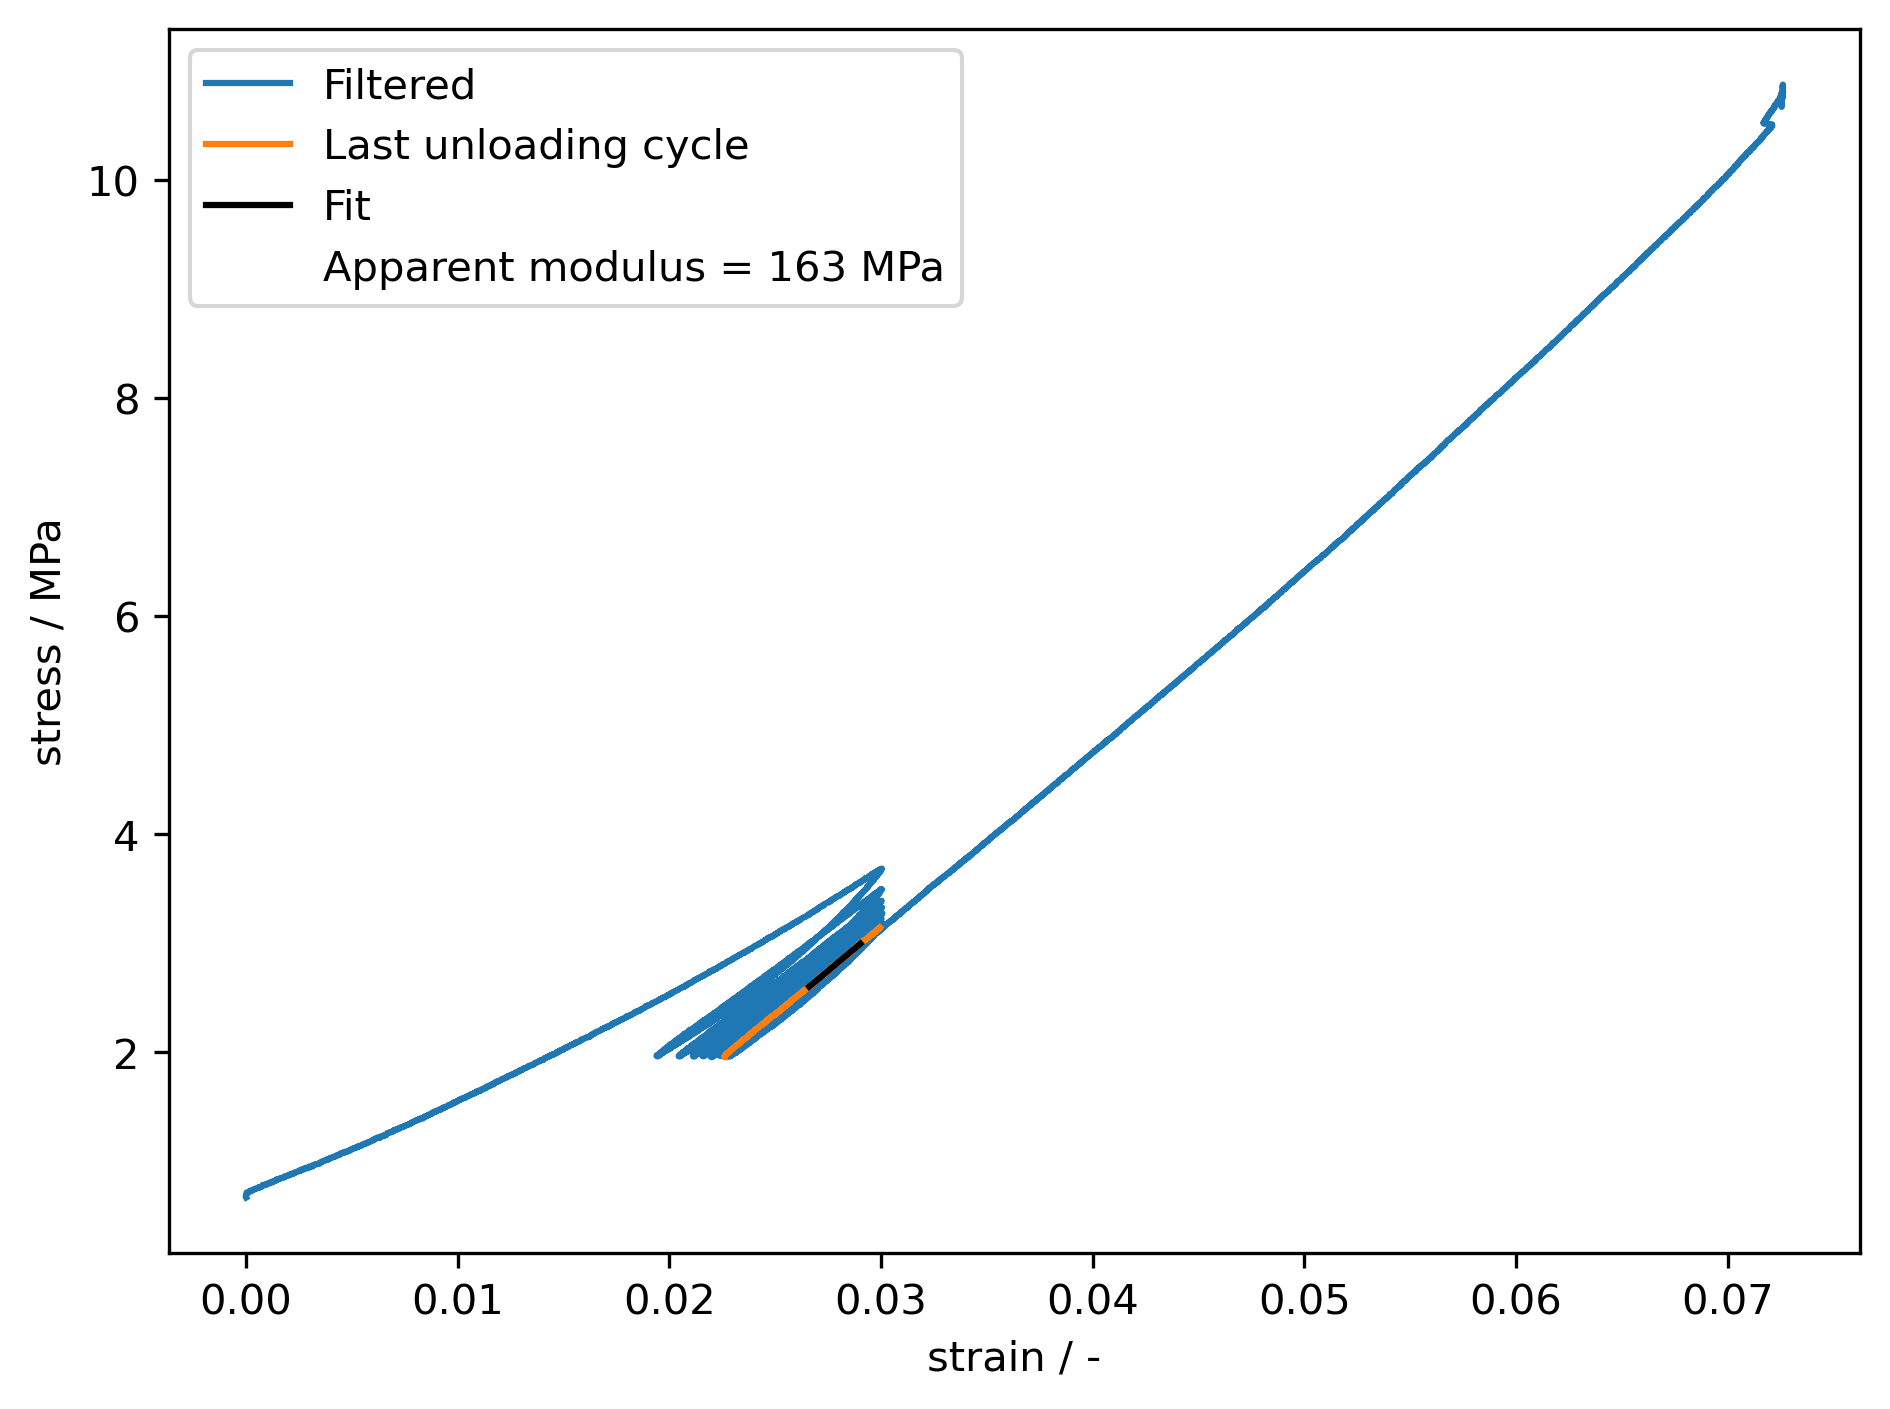 Filtered
Last unloading cycle
Fit
Apparent modulus = 163 MPa
10
8
6
4
2
stress / MPa
0.00 0.01 0.02 0.03 0.04 0.05 0.06 0.07
strain / -